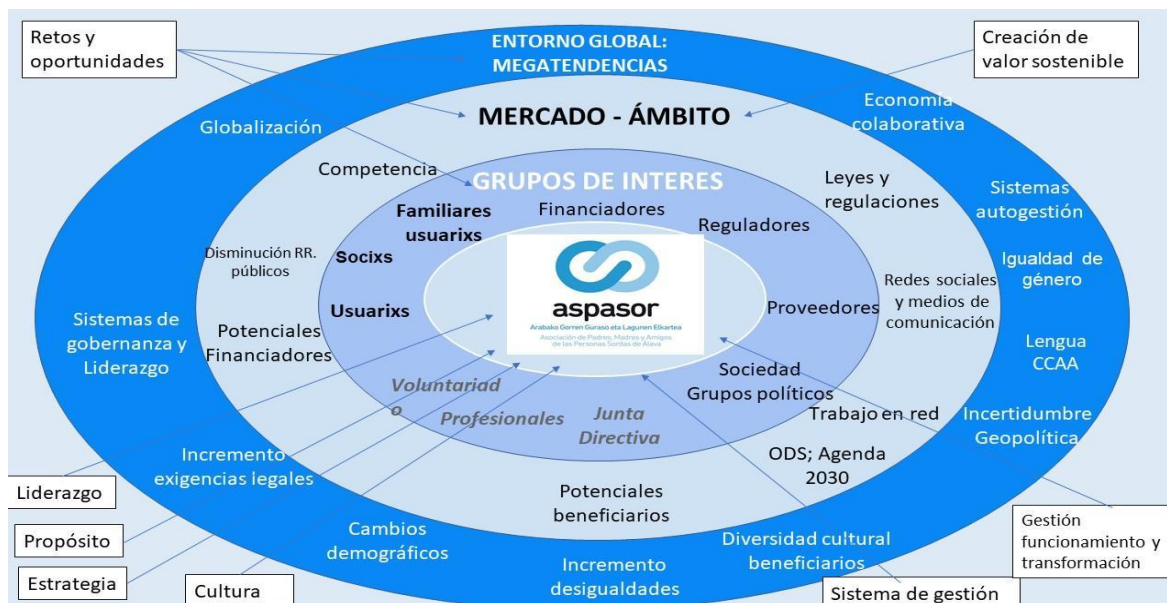 Retos y
oportunidades
ENTORNO GLOBAL:
MEGATENDENCIAS
Creación de
valor sostenible
Globalización
MERCADO - ÁMBITO
Economía
colaborativa
Competencia
GRUPOS DE INTERES
Leyes y
regulaciones
Sistemas
autogestión
Familiares
usuarixs
Financiadores
Reguladores
Disminución RR.
públicos
Socixs
Igualdad de
género
Redes sociales
y medios de
comunicación
Usuarixs
aspasor
Arabako Gorren Guraso eta Lagunen Elkartea
Asociación de Padres, Madres y Amigos
de las Personas Sordas de Álava
Proveedores
Sistemas de
gobernanza y
Liderazgo
Potenciales
Financiadores
Lengua
CCAA
Voluntariad
o
Profesionales
Junta
Directiva
Sociedad
Grupos políticos
Trabajo en red
Incertidumbre
Geopolítica
Incremento
exigencias legales
ODS; Agenda
2030
Liderazgo
Potenciales
beneficiarios
Propósito
Cambios
demográficos
Diversidad cultural
beneficiarios
Gestión
funcionamiento y
transformación
Estrategia
Cultura
Incremento
desigualdades
Sistema de gestión